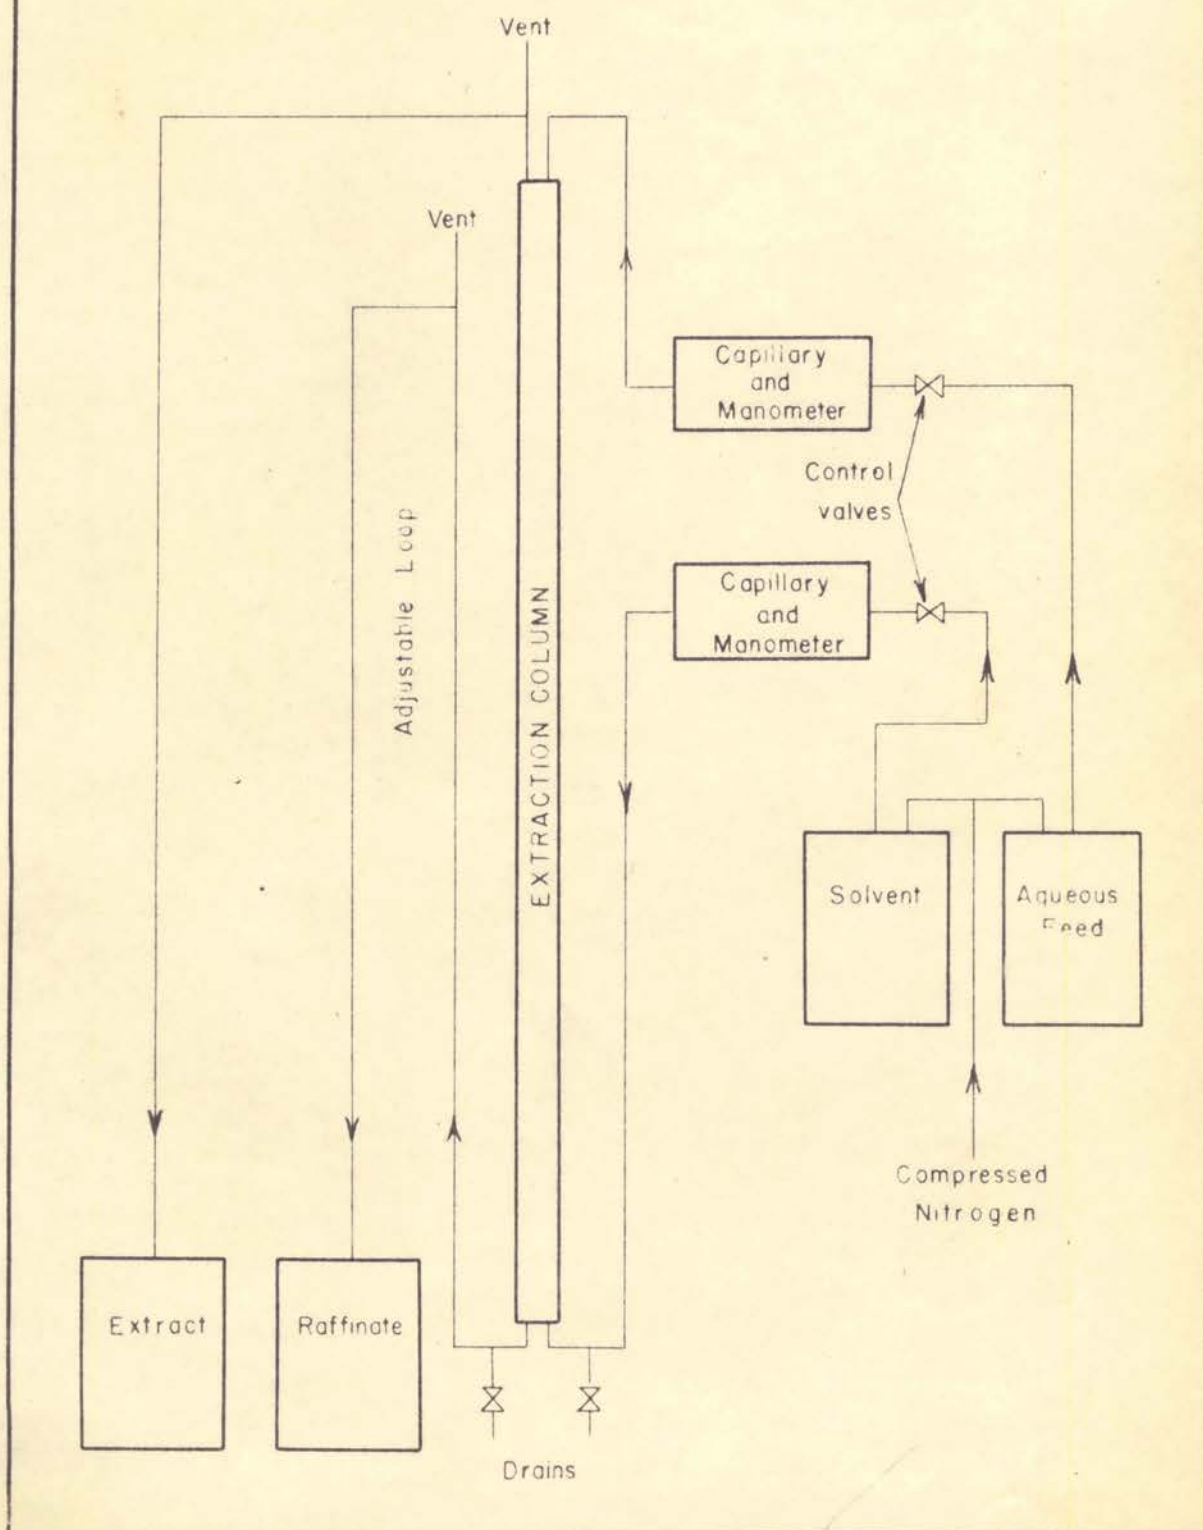 Vent
Vent
Capillary
and
Manometer
Control
valves
Adjustable Loop
EXTRACTION COLUMN
Capillary
and
Manometer
Solvent
Aqueous
Feed
Compressed
Nitrogen
Extract
Raffinate
Drains